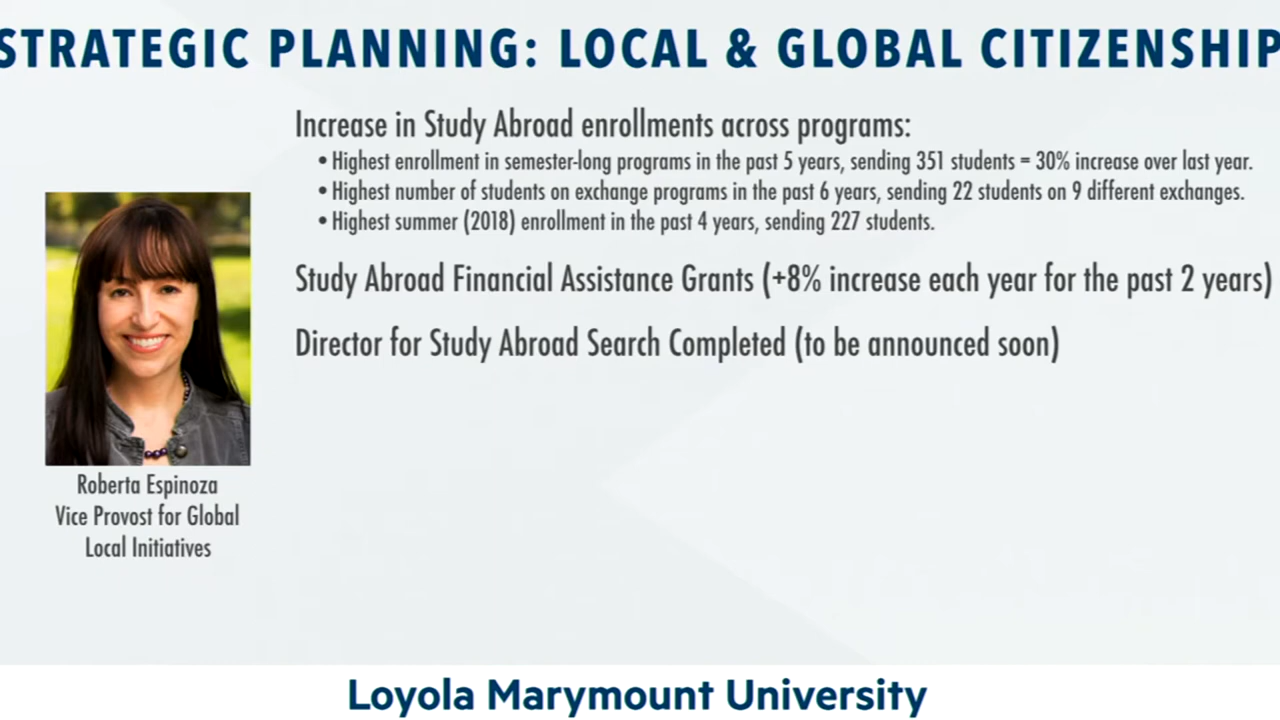 STRATEGIC PLANNING: LOCAL & GLOBAL CITIZENSHIP
Increase in Study Abroad enrollments across programs:
• Highest enrollment in semester-long programs in the past 5 years, sending 351 students = 30% increase over last year.
• Highest number of students on exchange programs in the past 6 years, sending 22 students on 9 different exchanges.
• Highest summer (2018) enrollment in the past 4 years, sending 227 students.
Study Abroad Financial Assistance Grants (+8% increase each year for the past 2 years)
Director for Study Abroad Search Completed (to be announced soon)
Roberta Espinoza
Vice Provost for Global
Local Initiatives
Loyola Marymount University